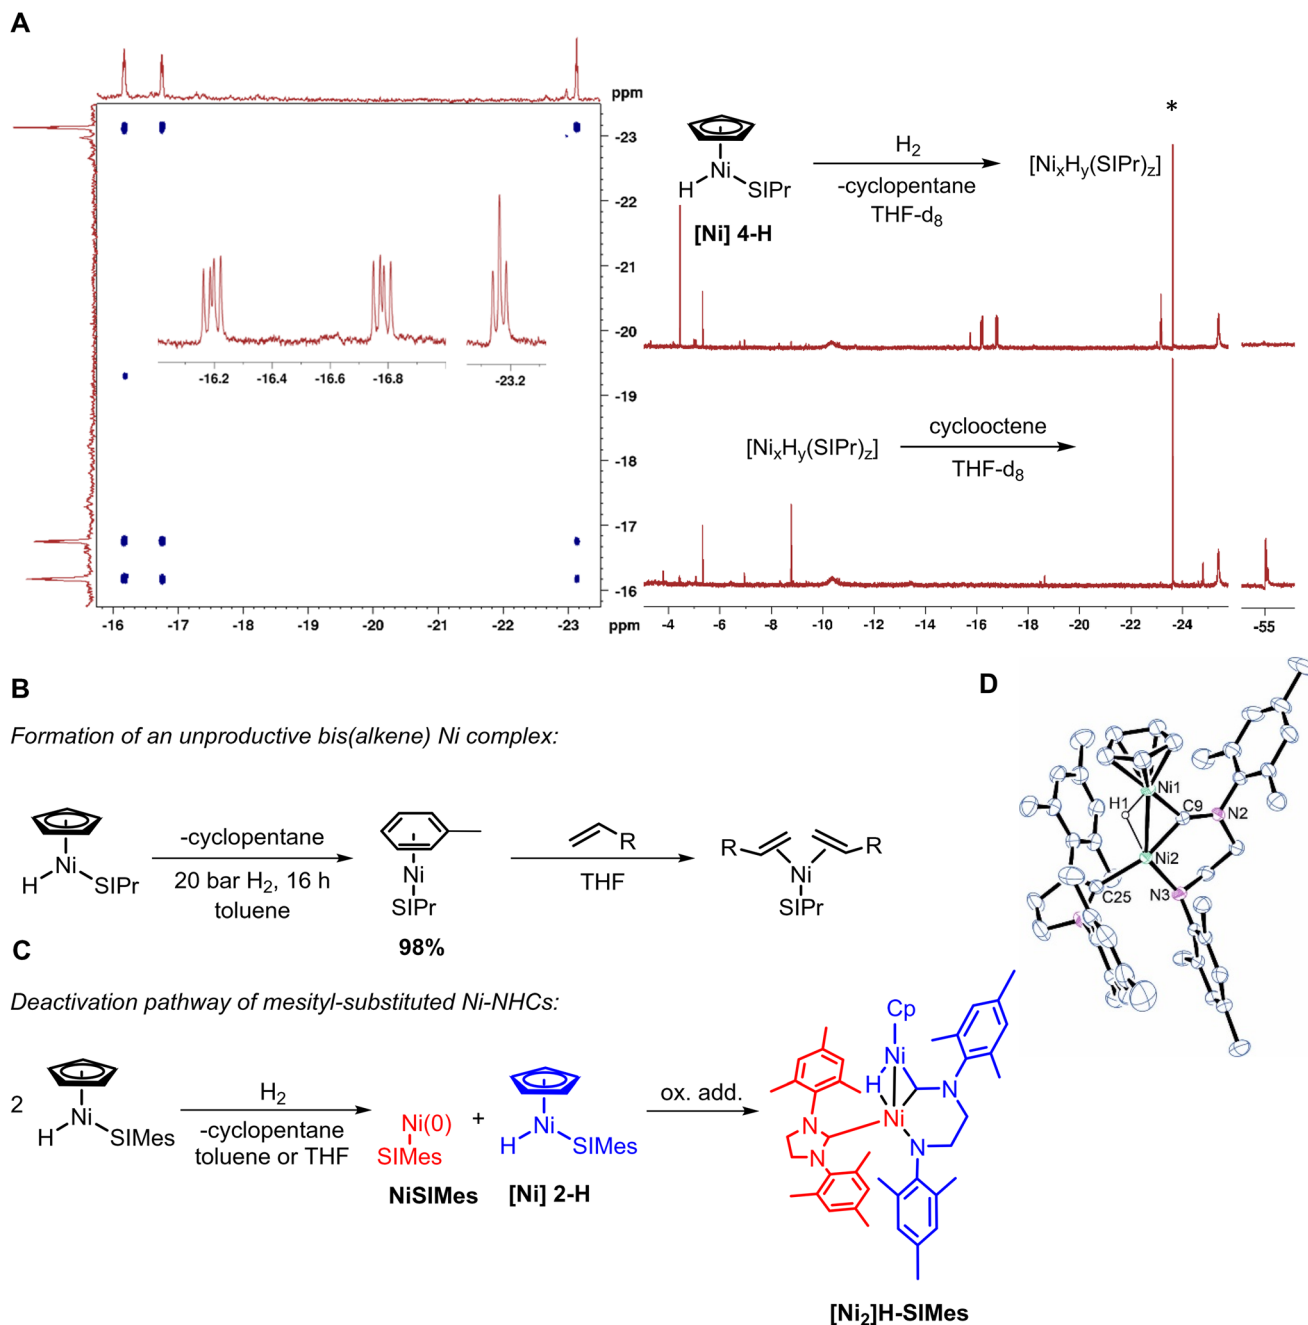 A
ppm
-23
-22
-21
-20
-19
-18
-17
-16
-16.2 -16.4 -16.6 -16.8 -23.2
-16 -17 -18 -19 -20 -21 -22 -23 ppm
*
Ni
H
SIPr
[Ni] 4-H
H₂
-cyclopentane
THF-d₈
[NiₓHᵧ(SIPr)_z]
[NiₓHᵧ(SIPr)_z]
cyclooctene
THF-d₈
-4 -6 -8 -10 -12 -14 -16 -18 -20 -22 -24 -55
B
Formation of an unproductive bis(alkene) Ni complex:
Ni
H
SIPr
-cyclopentane
20 bar H₂, 16 h
toluene
Ni
SIPr
98%
R
THF
R R
Ni
SIPr
C
Deactivation pathway of mesityl-substituted Ni-NHCs:
2
Ni
H
SIMes
H₂
-cyclopentane
toluene or THF
Ni(0)
SIMes
NiSIMes
+
Ni
H
SIMes
[Ni] 2-H
ox. add.
Cp
Ni
H
N
Ni
N
N
N
[Ni₂]H-SIMes
D
Ni1
H1
C9
N2
Ni2
N3
C25